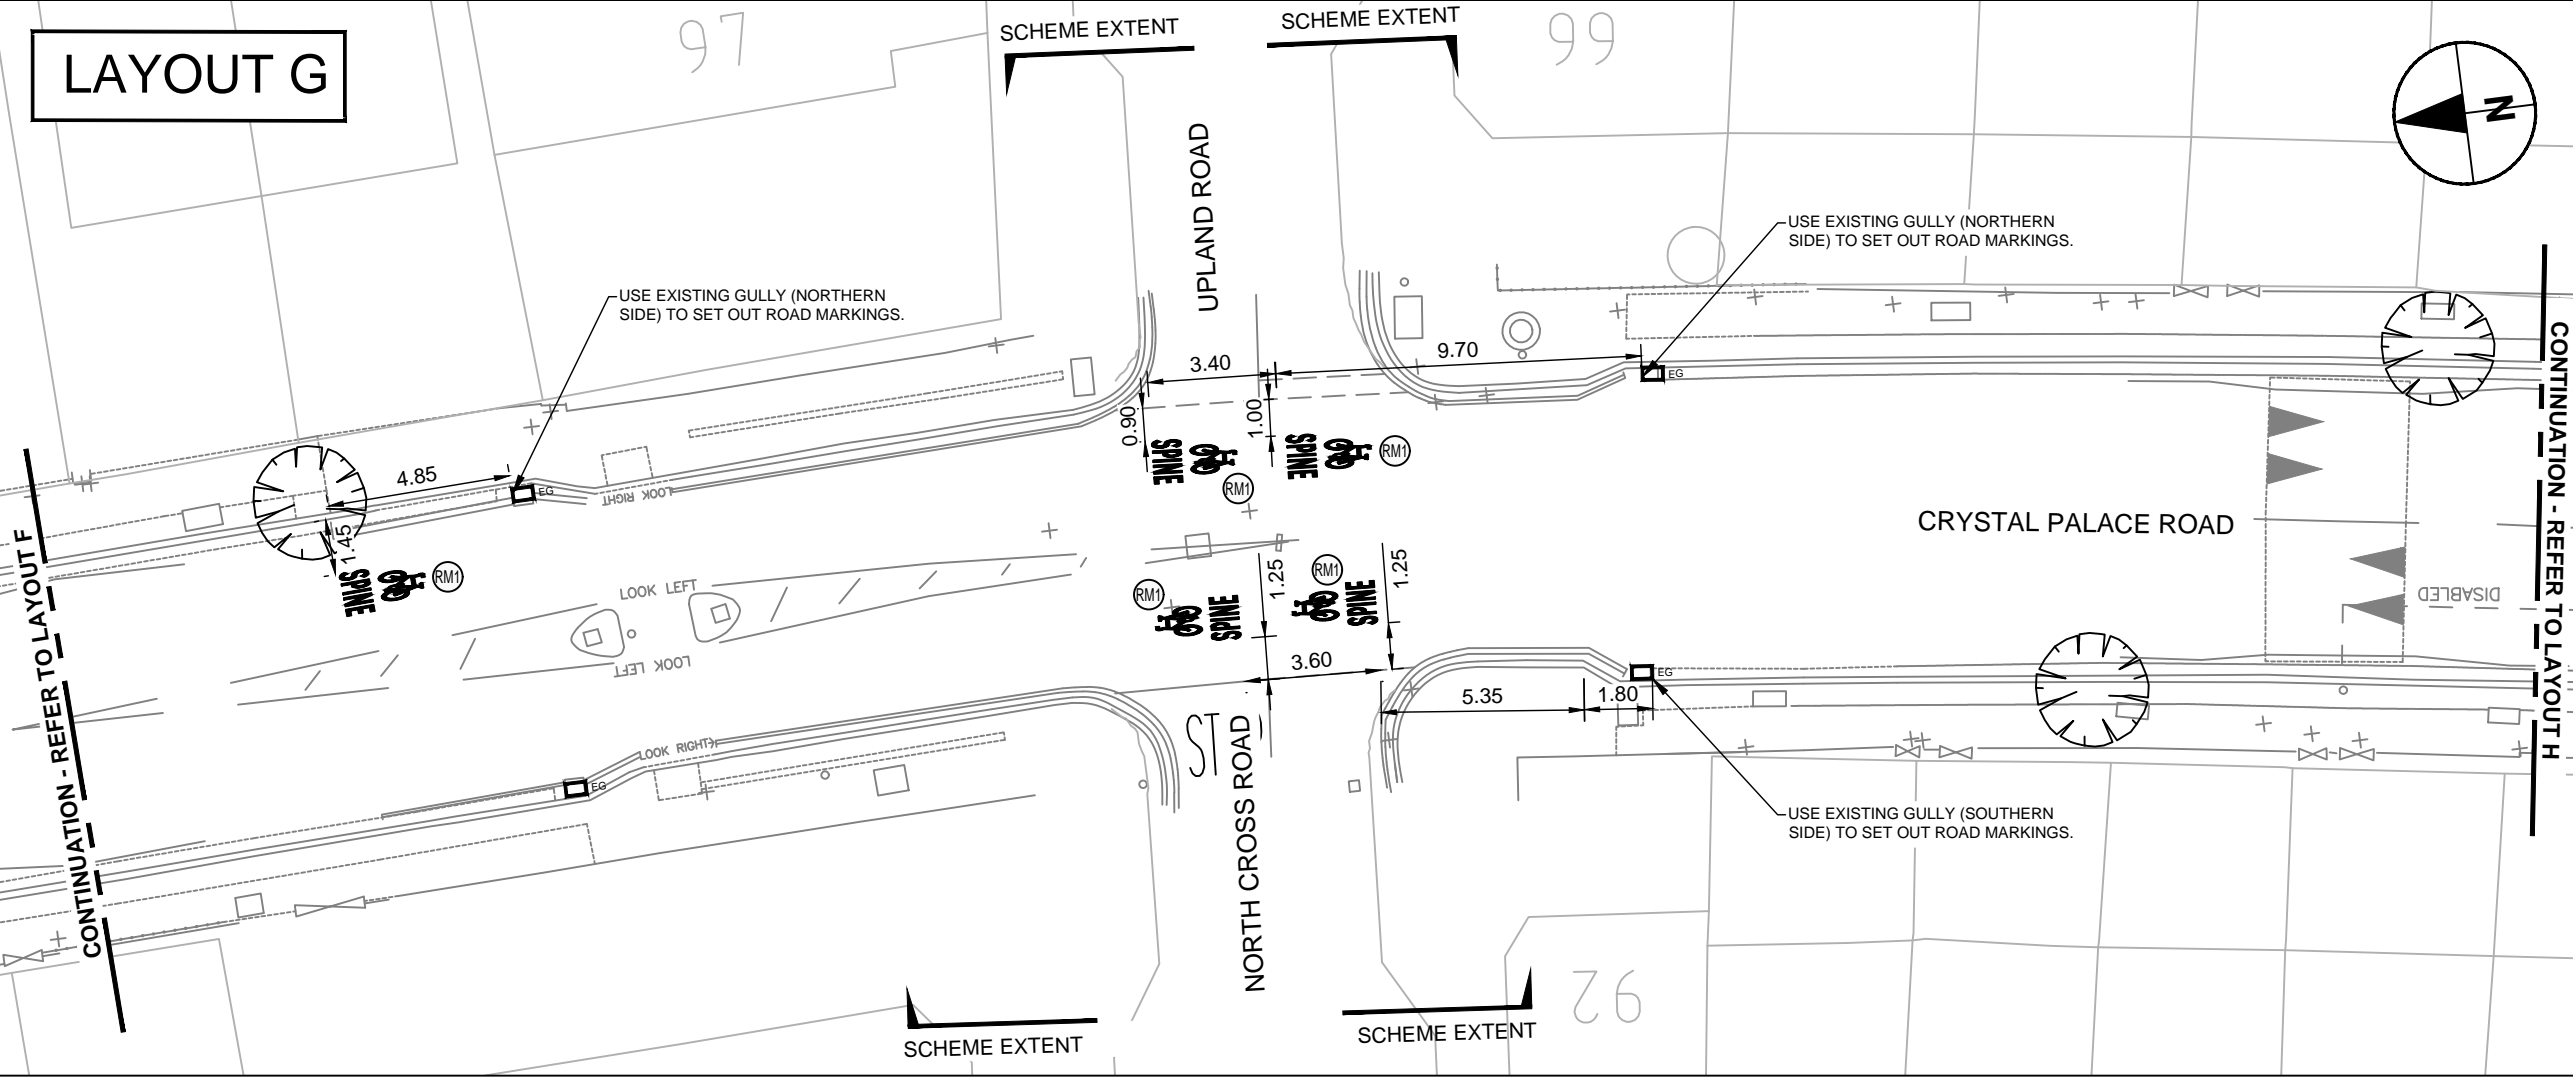 LAYOUT G
97
SCHEME EXTENT
SCHEME EXTENT
99
N
UPLAND ROAD
USE EXISTING GULLY (NORTHERN
SIDE) TO SET OUT ROAD MARKINGS.
USE EXISTING GULLY (NORTHERN
SIDE) TO SET OUT ROAD MARKINGS.
3.40
9.70
EG
0.90
1.00
SPINE
RM1
SPINE
RM1
4.85
EG
LOOK RIGHT
1.45
SPINE
RM1
CRYSTAL PALACE ROAD
DISABLED
LOOK LEFT
LOOK LEFT
RM1
SPINE
1.25
RM1
SPINE
1.25
3.60
EG
5.35
1.80
LOOK RIGHT
EG
ST
NORTH CROSS ROAD
USE EXISTING GULLY (SOUTHERN
SIDE) TO SET OUT ROAD MARKINGS.
CONTINUATION - REFER TO LAYOUT F
CONTINUATION - REFER TO LAYOUT H
SCHEME EXTENT
SCHEME EXTENT
92